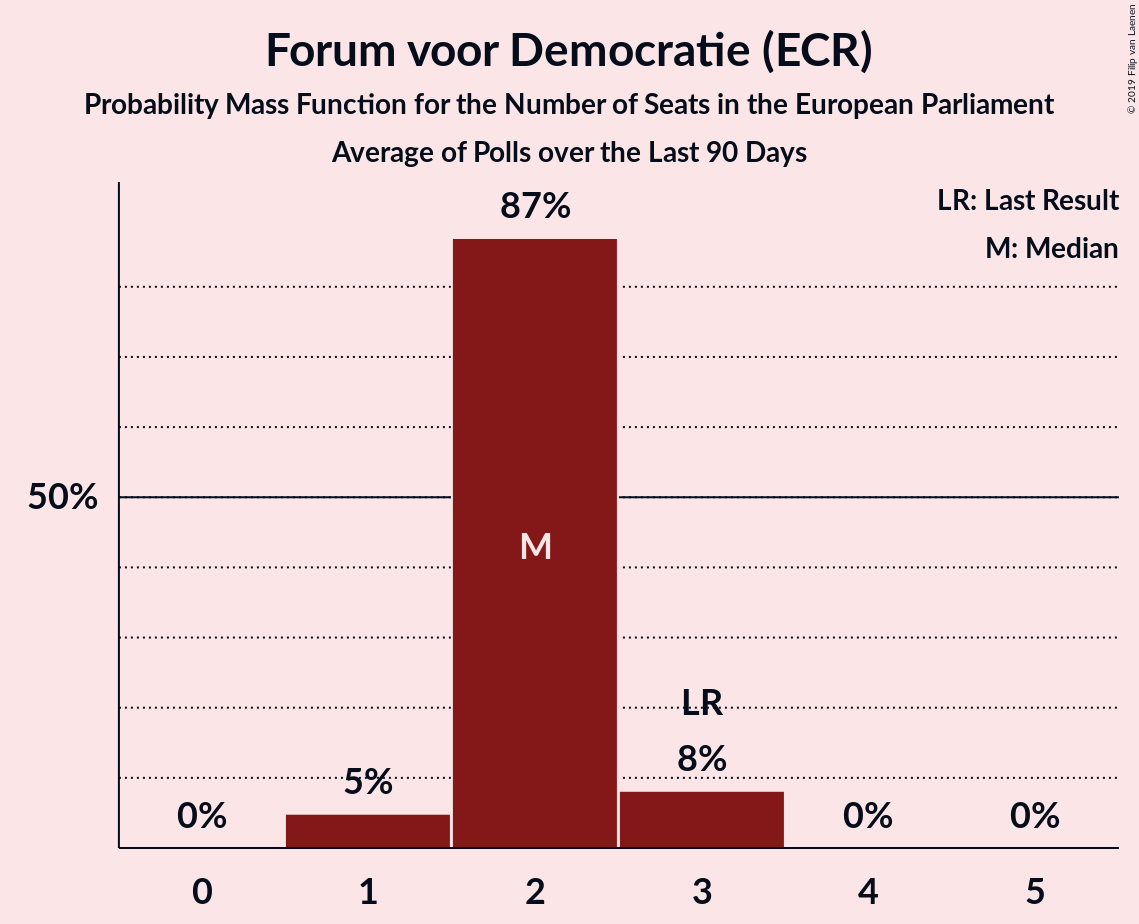 Forum voor Democratie (ECR)
Probability Mass Function for the Number of Seats in the European Parliament
Average of Polls over the Last 90 Days
© 2019 Filip van Laenen
LR: Last Result
M: Median
87%
50%
M
LR
8%
5%
0%
0%
0%
0 1 2 3 4 5